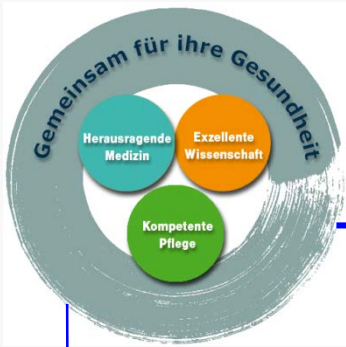 Gemeinsam für ihre Gesundheit
Herausragende
Medizin
Exzellente
Wissenschaft
Kompetente
Pflege